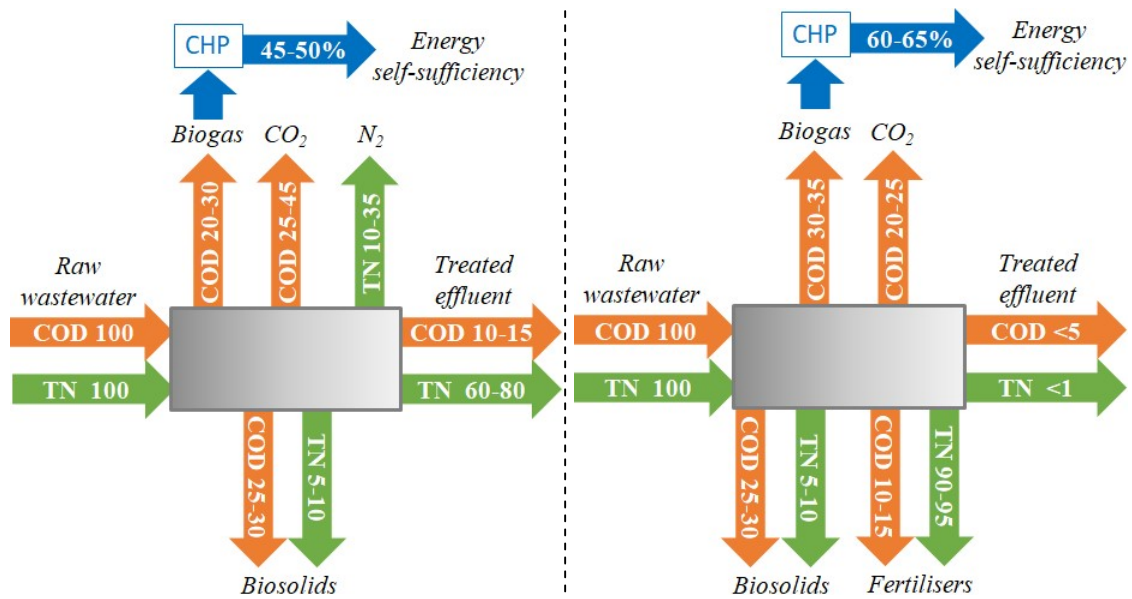 CHP
45-50%
Energy
self-sufficiency
Biogas
CO₂
N₂
COD 20-30
COD 25-45
TN 10-35
Raw
wastewater
Treated
effluent
COD 100
TN 100
COD 10-15
TN 60-80
COD 25-30
TN 5-10
Biosolids
CHP
60-65%
Energy
self-sufficiency
Biogas
CO₂
COD 30-35
COD 20-25
Raw
wastewater
Treated
effluent
COD 100
TN 100
COD <5
TN <1
COD 25-30
TN 5-10
COD 10-15
TN 90-95
Biosolids
Fertilisers